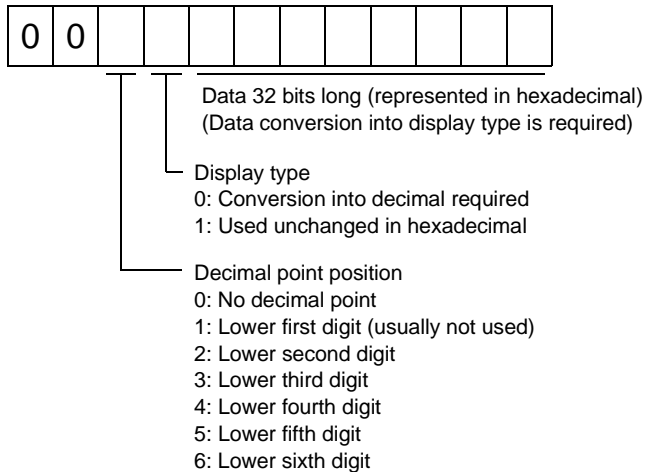 0 0
Data 32 bits long (represented in hexadecimal)
(Data conversion into display type is required)
Display type
0: Conversion into decimal required
1: Used unchanged in hexadecimal
Decimal point position
0: No decimal point
1: Lower first digit (usually not used)
2: Lower second digit
3: Lower third digit
4: Lower fourth digit
5: Lower fifth digit
6: Lower sixth digit